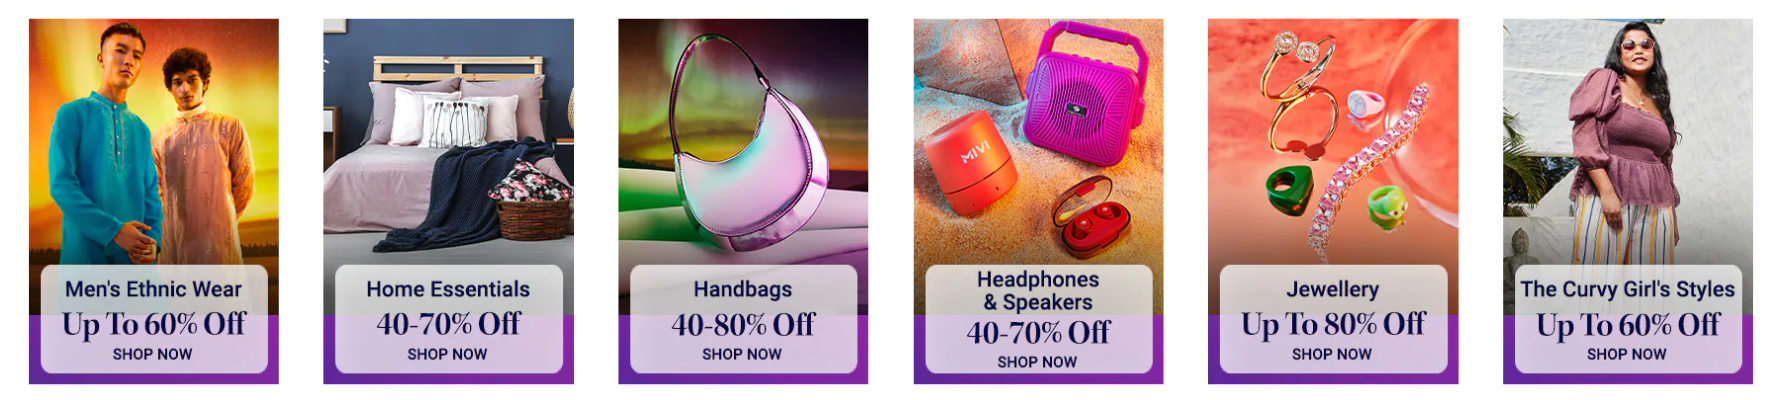 Men's Ethnic Wear
Up To 60% Off
SHOP NOW
Home Essentials
40-70% Off
SHOP NOW
Handbags
40-80% Off
SHOP NOW
MIVI
Headphones
& Speakers
40-70% Off
SHOP NOW
Jewellery
Up To 80% Off
SHOP NOW
The Curvy Girl's Styles
Up To 60% Off
SHOP NOW